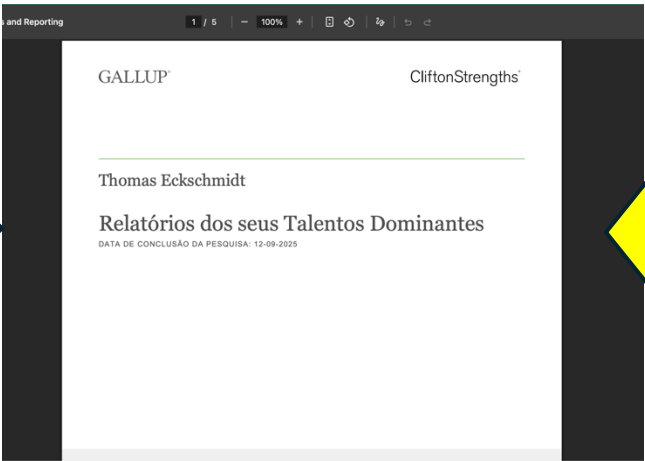 s and Reporting
1 / 5
100%
GALLUP®
CliftonStrengths®
Thomas Eckschmidt
Relatórios dos seus Talentos Dominantes
DATA DE CONCLUSÃO DA PESQUISA: 12-09-2025